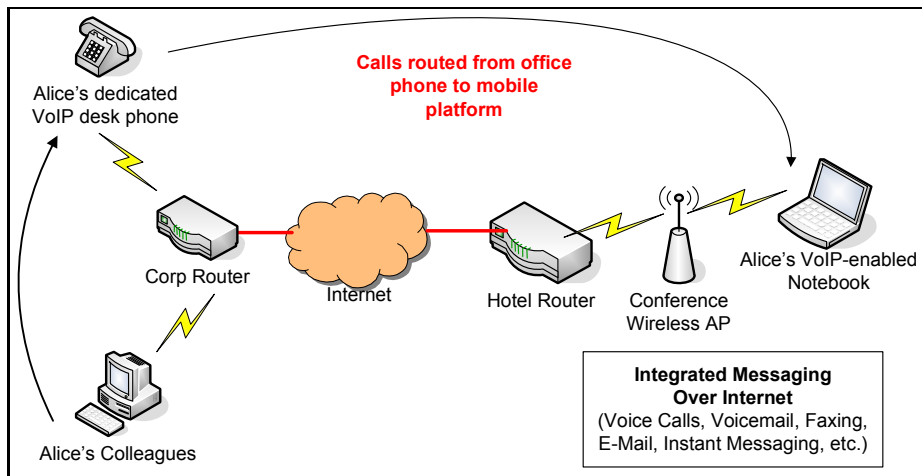 Alice's dedicated
VoIP desk phone
Calls routed from office
phone to mobile
platform
Corp Router
Internet
Hotel Router
Conference
Wireless AP
Alice's VoIP-enabled
Notebook
Alice's Colleagues
Integrated Messaging
Over Internet
(Voice Calls, Voicemail, Faxing,
E-Mail, Instant Messaging, etc.)